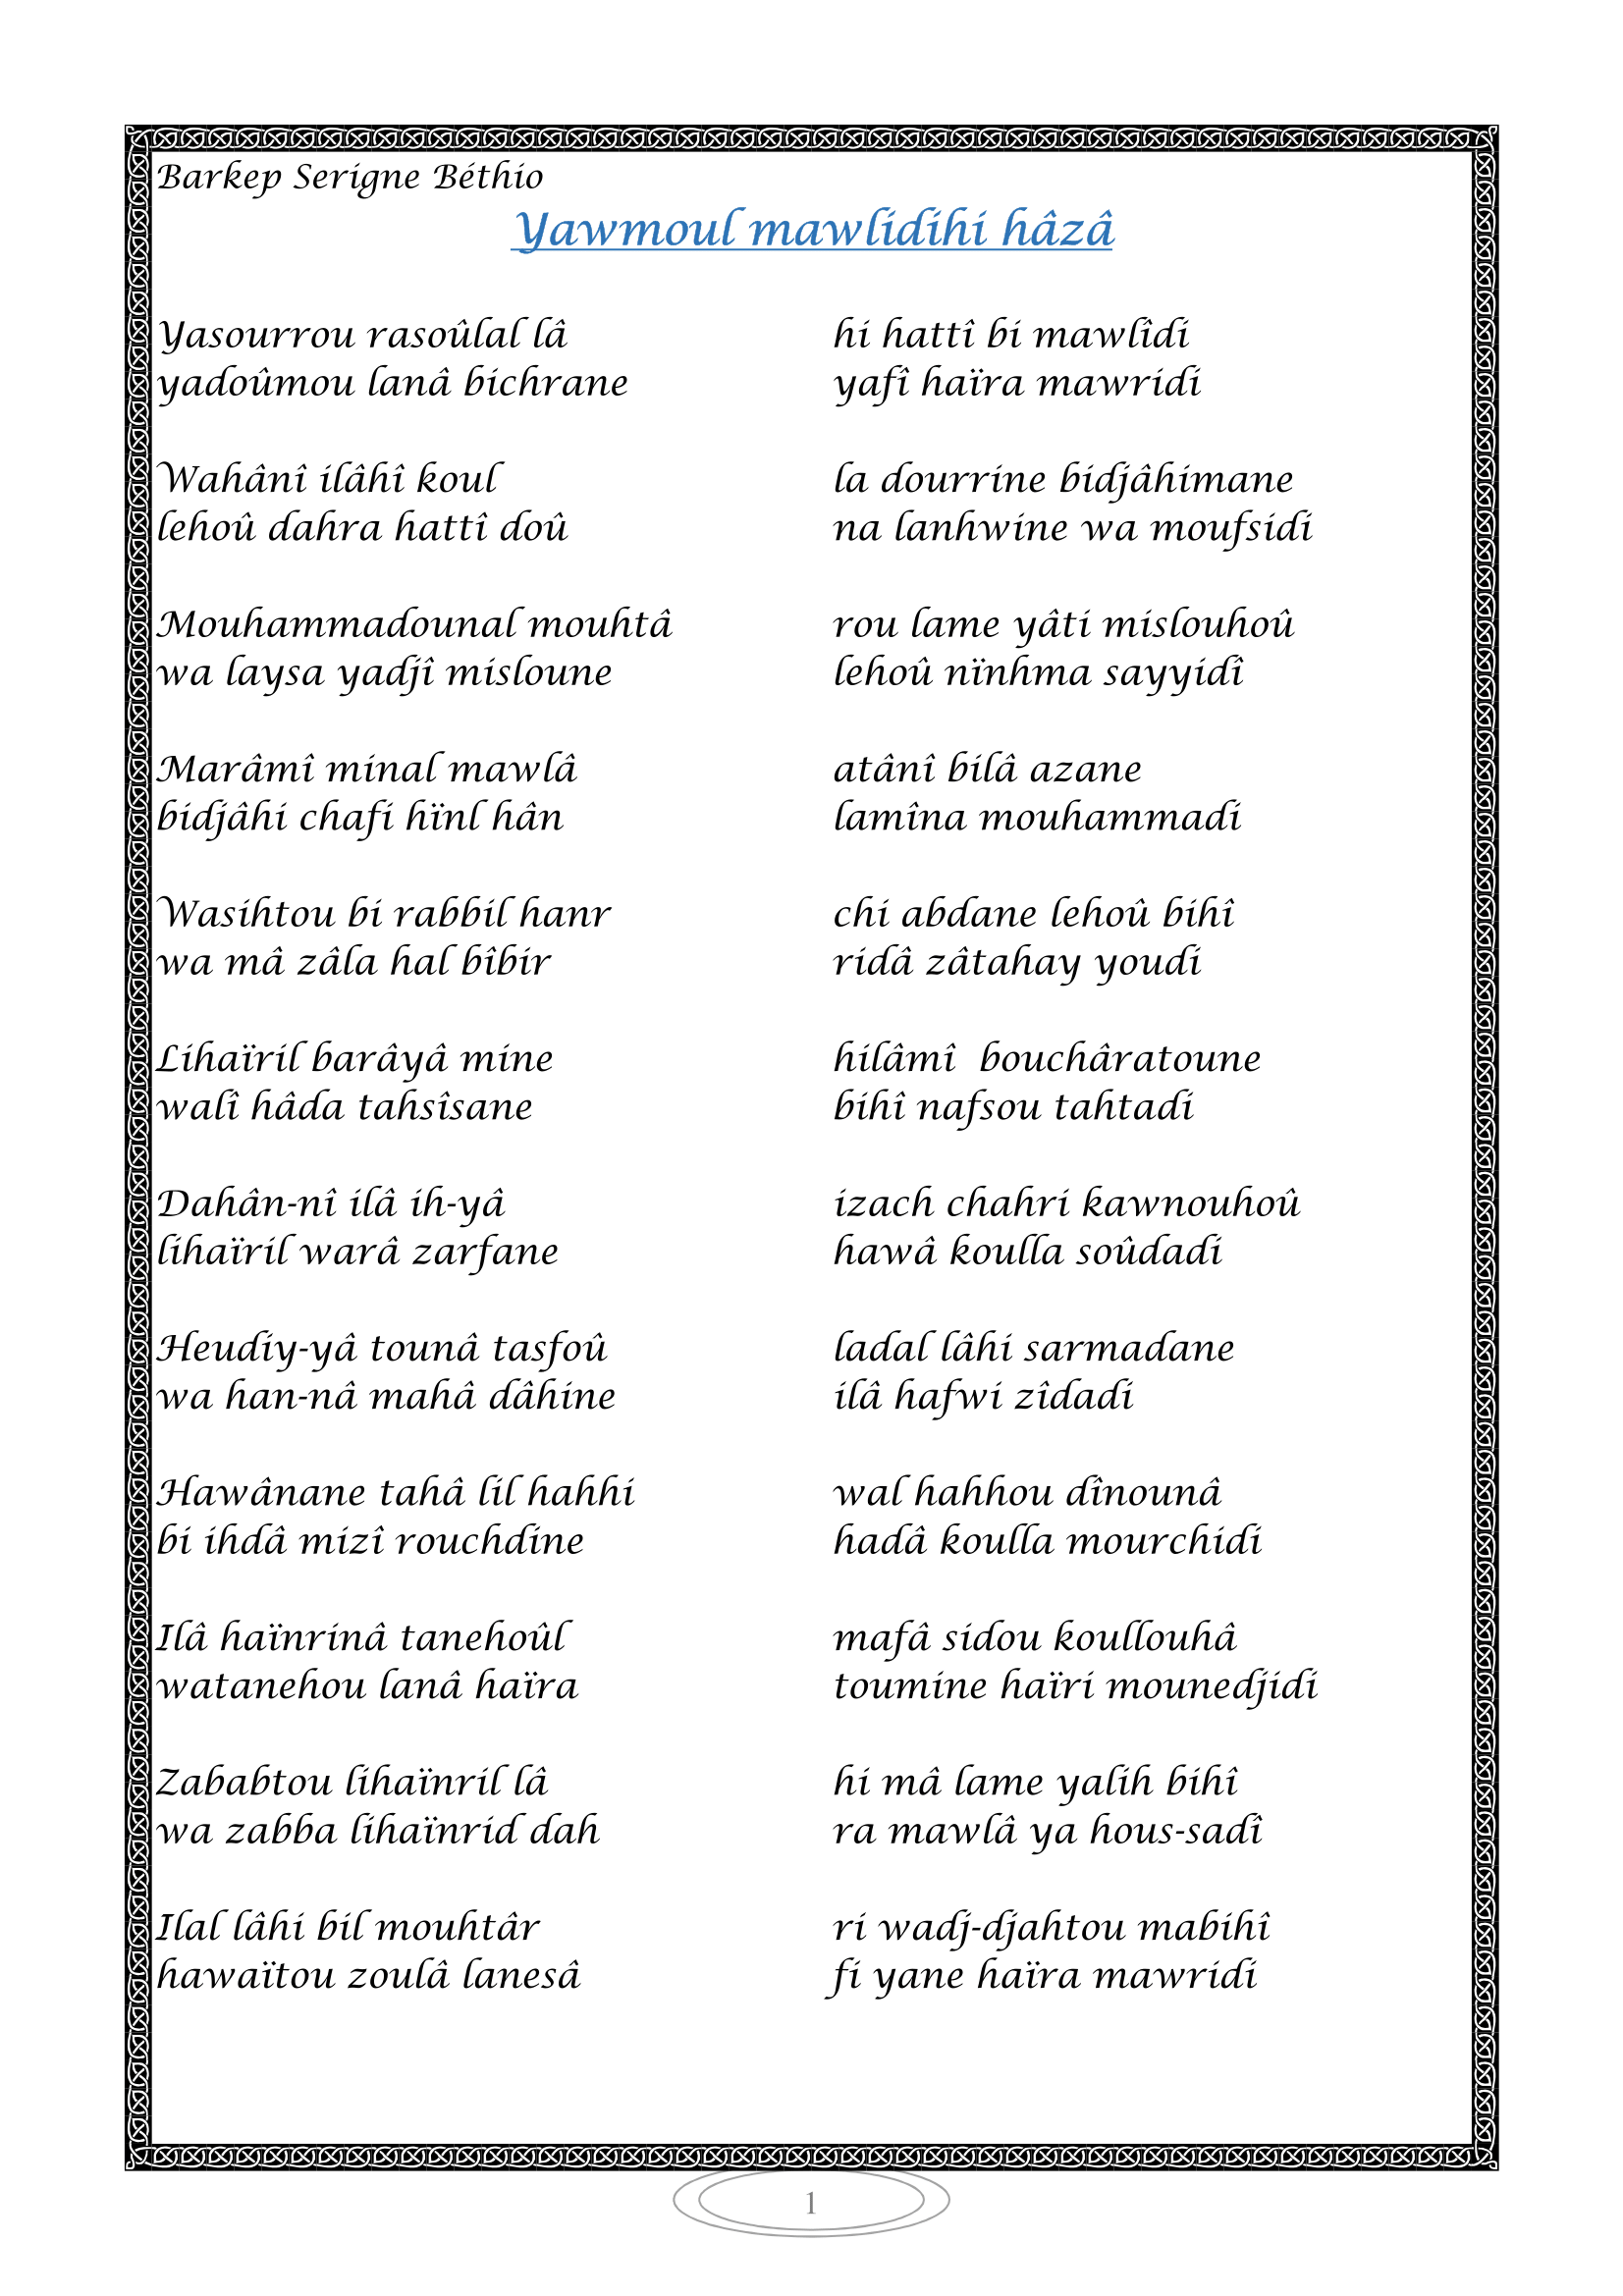 Barkep Serigne Béthio
Yawmoul mawlidihi hâzâ
Yasourrou rasoûlal lâ hi hattî bi mawlîdi
yadoûmou lanâ bichrane yafî haïra mawridi
Wahânî ilâhî koul la dourrine bidjâhimane
lehoû dahra hattî doû na lanhwine wa moufsidi
Mouhammadounal mouhtâ rou lame yâti mislouhoû
wa laysa yadjî misloune lehoû nïnhma sayyidî
Marâmî minal mawlâ atânî bilâ azane
bidjâhi chafi hïnl hân lamîna mouhammadi
Wasihtou bi rabbil hanr chi abdane lehoû bihî
wa mâ zâla hal bîbir ridâ zâtahay youdi
Lihaïril barâyâ mine hilâmî bouchâratoune
walî hâda tahsîsane bihî nafsou tahtadi
Dahân-nî ilâ ih-yâ izach chahri kawnouhoû
lihaïril warâ zarfane hawâ koulla soûdadi
Heudiy-yâ tounâ tasfoû ladal lâhi sarmadane
wa han-nâ mahâ dâhine ilâ hafwi zîdadi
Hawânane tahâ lil hahhi wal hahhou dînounâ
bi ihdâ mizî rouchdine hadâ koulla mourchidi
Ilâ haïnrinâ tanehoûl mafâ sidou koullouhâ
watanehou lanâ haïra toumine haïri mounedjidi
Zababtou lihaïnril lâ hi mâ lame yalih bihî
wa zabba lihaïnrid dah ra mawlâ ya hous-sadî
Ilal lâhi bil mouhtâr ri wadj-djahtou mabihî
hawaïtou zoulâ lanesâ fi yane haïra mawridi
1